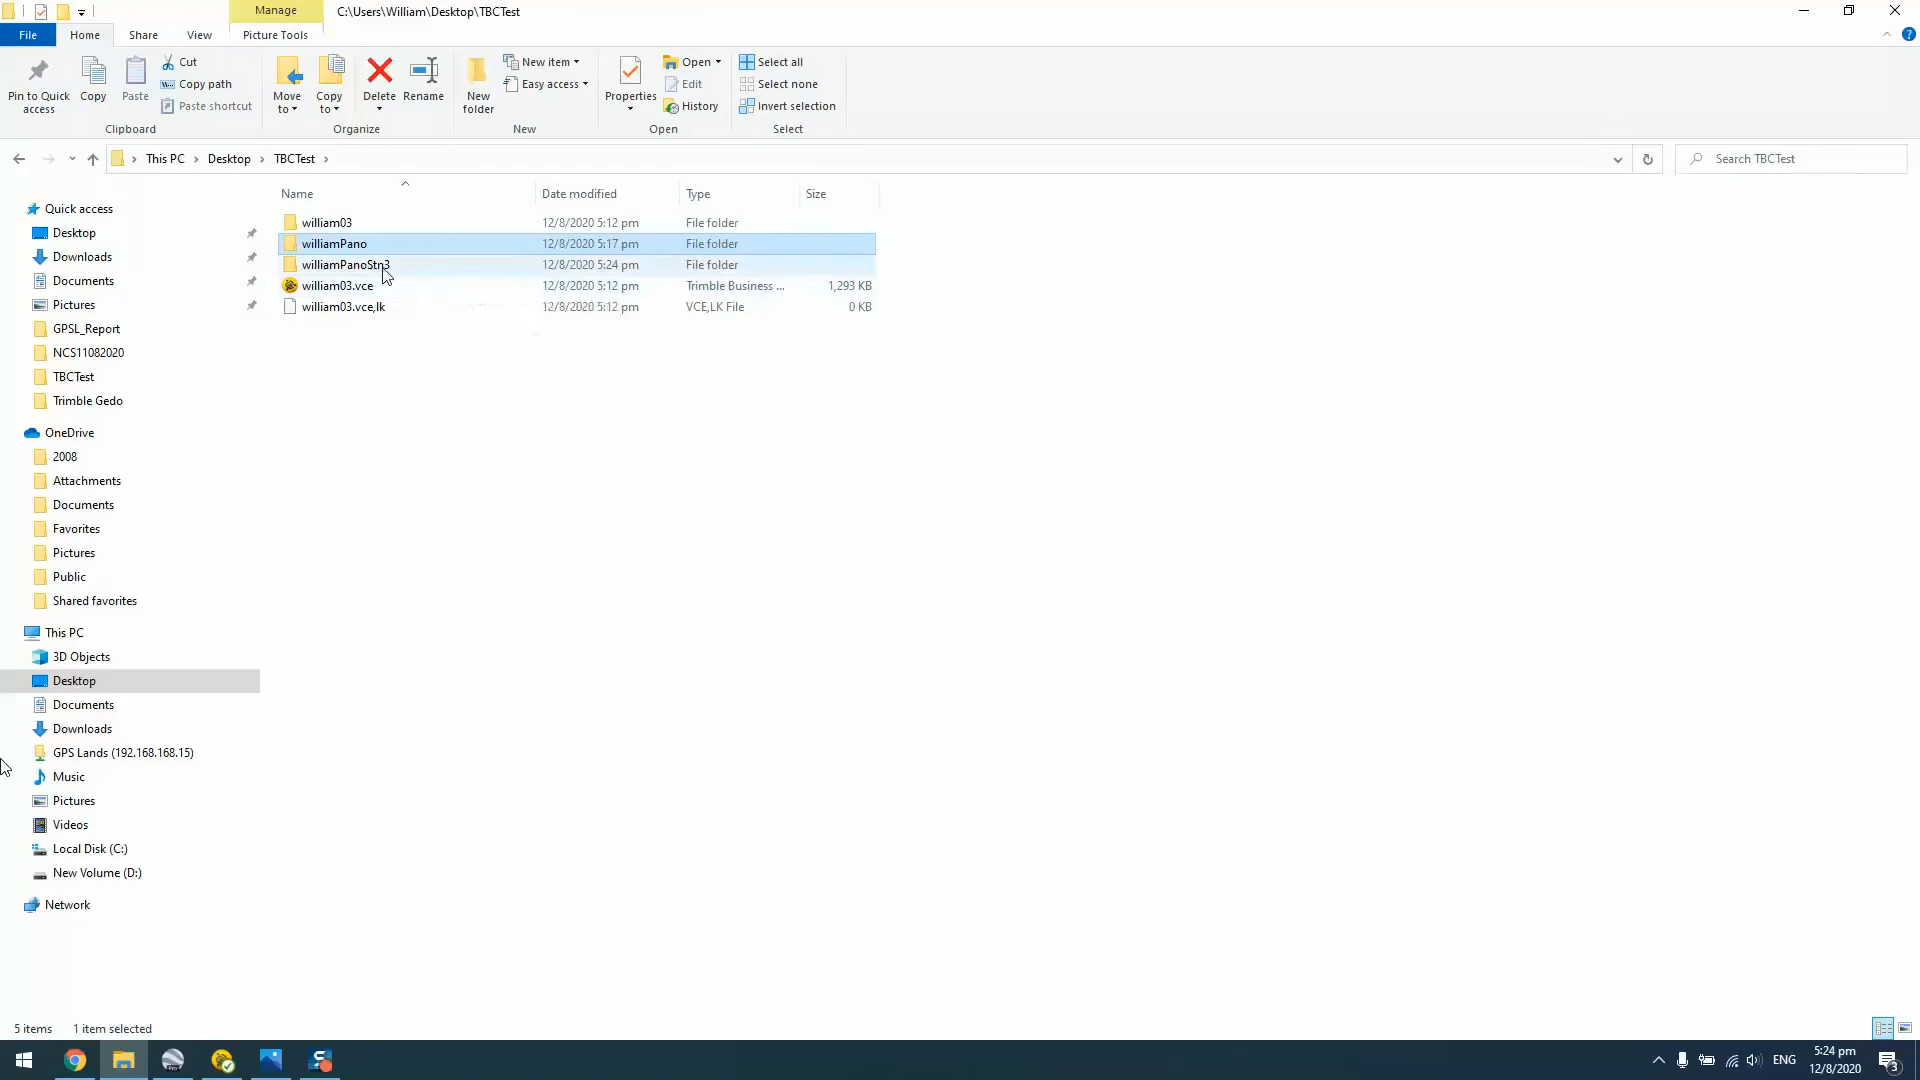 Manage
C:\Users\William\Desktop\TBCTest
File
Home
Share
View
Picture Tools
Pin to Quick access
Copy
Paste
Cut
Copy path
Paste shortcut
Clipboard
Move to
Copy to
Delete
Rename
Organize
New folder
New item
Easy access
New
Properties
Open
Edit
History
Open
Select all
Select none
Invert selection
Select
This PC
Desktop
TBCTest
Search TBCTest
Name
Date modified
Type
Size
william03 12/8/2020 5:12 pm File folder
williamPano 12/8/2020 5:17 pm File folder
williamPanoStn3 12/8/2020 5:24 pm File folder
william03.vce 12/8/2020 5:12 pm Trimble Business ... 1,293 KB
william03.vce,lk 12/8/2020 5:12 pm VCE,LK File 0 KB
Quick access
Desktop
Downloads
Documents
Pictures
GPSL_Report
NCS11082020
TBCTest
Trimble Gedo
OneDrive
2008
Attachments
Documents
Favorites
Pictures
Public
Shared favorites
This PC
3D Objects
Desktop
Documents
Downloads
GPS Lands (192.168.168.15)
Music
Pictures
Videos
Local Disk (C:)
New Volume (D:)
Network
5 items
1 item selected
ENG
5:24 pm
12/8/2020
3